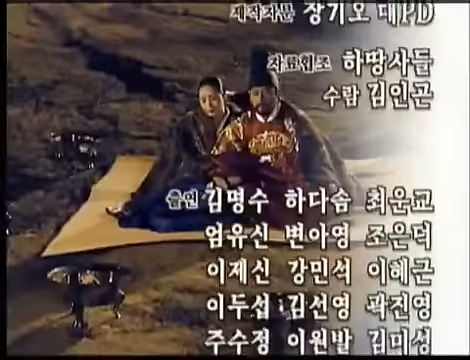 제작자문 장기오 대PD
자료협조 하땅사들
수람 김인곤
출연 김명수 하다솜 최운교
엄유신 변아영 조은덕
이제신 강민석 이혜근
이두섭 김선영 곽진영
주수정 이원발 김미성